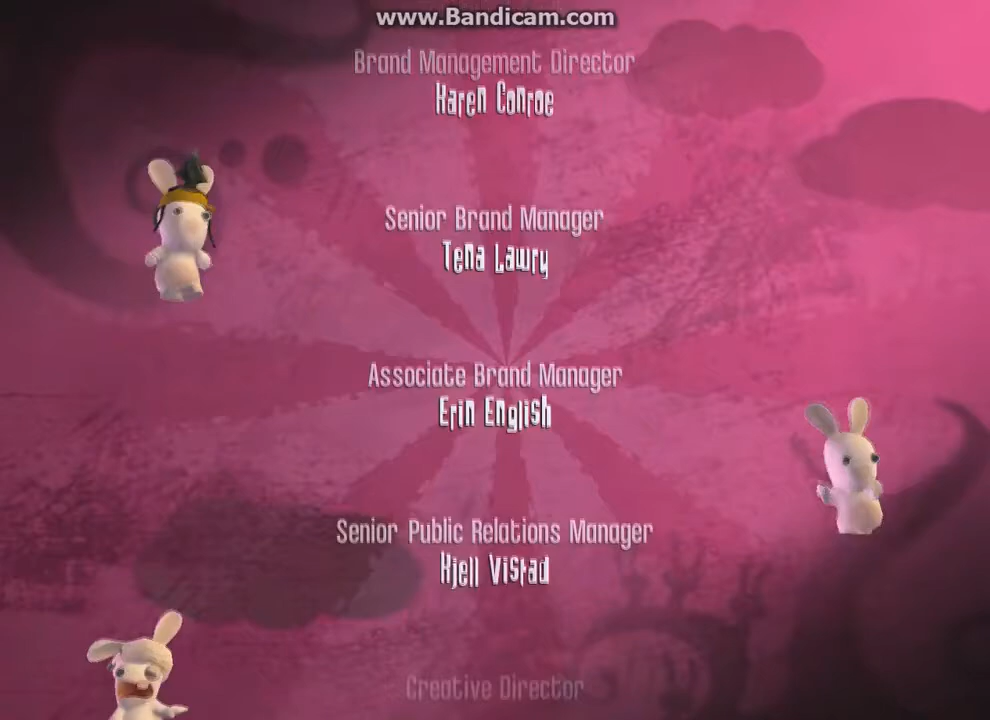 www.Bandicam.com
Brand Management Director
Karen Conroe
Senior Brand Manager
Tena Lawry
Associate Brand Manager
Erin English
Senior Public Relations Manager
Kjell Vistad
Creative Director